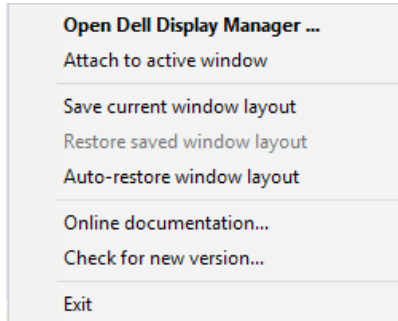 Open Dell Display Manager ...
Attach to active window
Save current window layout
Restore saved window layout
Auto-restore window layout
Online documentation...
Check for new version...
Exit